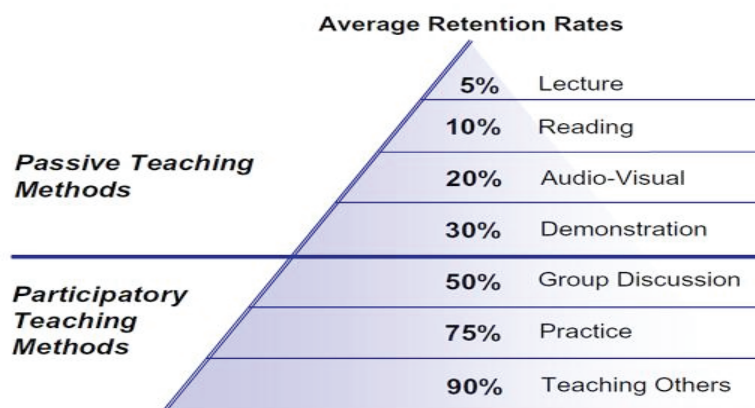 Average Retention Rates
5% Lecture
10% Reading
Passive Teaching
Methods
20% Audio-Visual
30% Demonstration
Participatory
Teaching
Methods
50% Group Discussion
75% Practice
90% Teaching Others